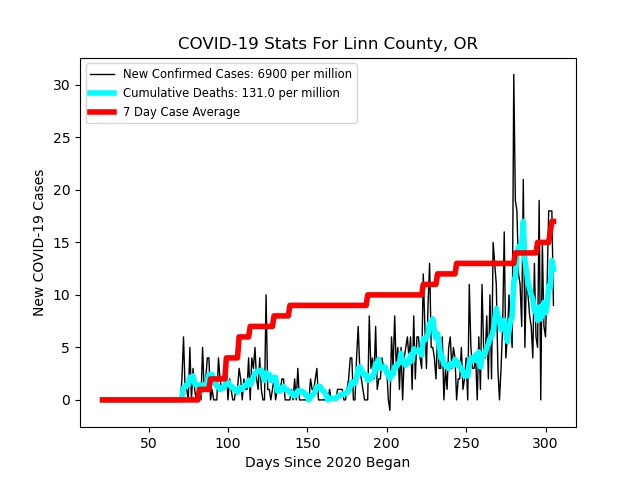 COVID-19 Stats For Linn County, OR
New Confirmed Cases: 6900 per million
Cumulative Deaths: 131.0 per million
7 Day Case Average
New COVID-19 Cases
30
25
20
15
10
5
0
50 100 150 200 250 300
Days Since 2020 Began